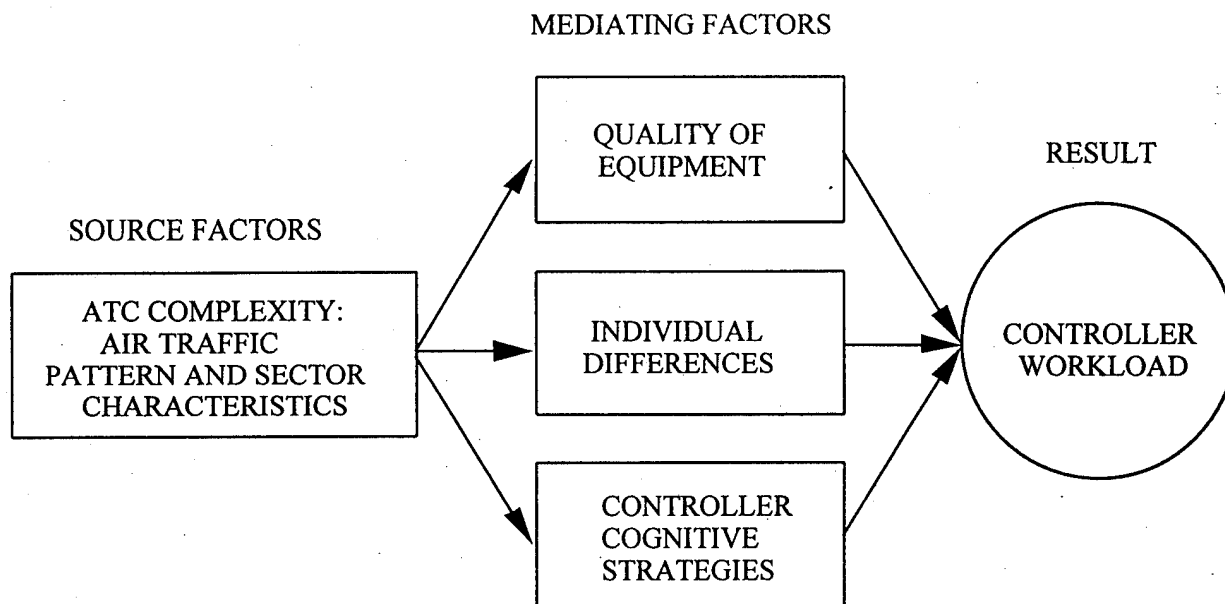 MEDIATING FACTORS
QUALITY OF
EQUIPMENT
RESULT
SOURCE FACTORS
ATC COMPLEXITY:
AIR TRAFFIC
PATTERN AND SECTOR
CHARACTERISTICS
INDIVIDUAL
DIFFERENCES
CONTROLLER
WORKLOAD
CONTROLLER
COGNITIVE
STRATEGIES